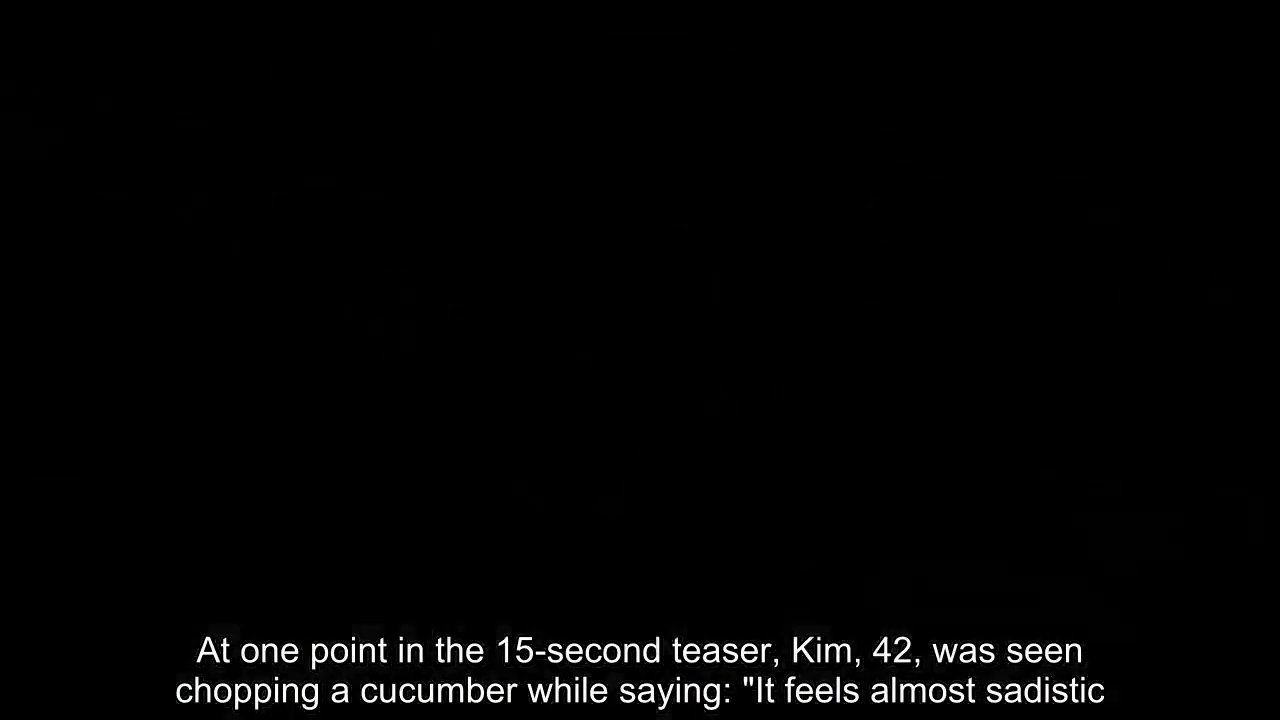 At one point in the 15-second teaser, Kim, 42, was seen
chopping a cucumber while saying: "It feels almost sadistic